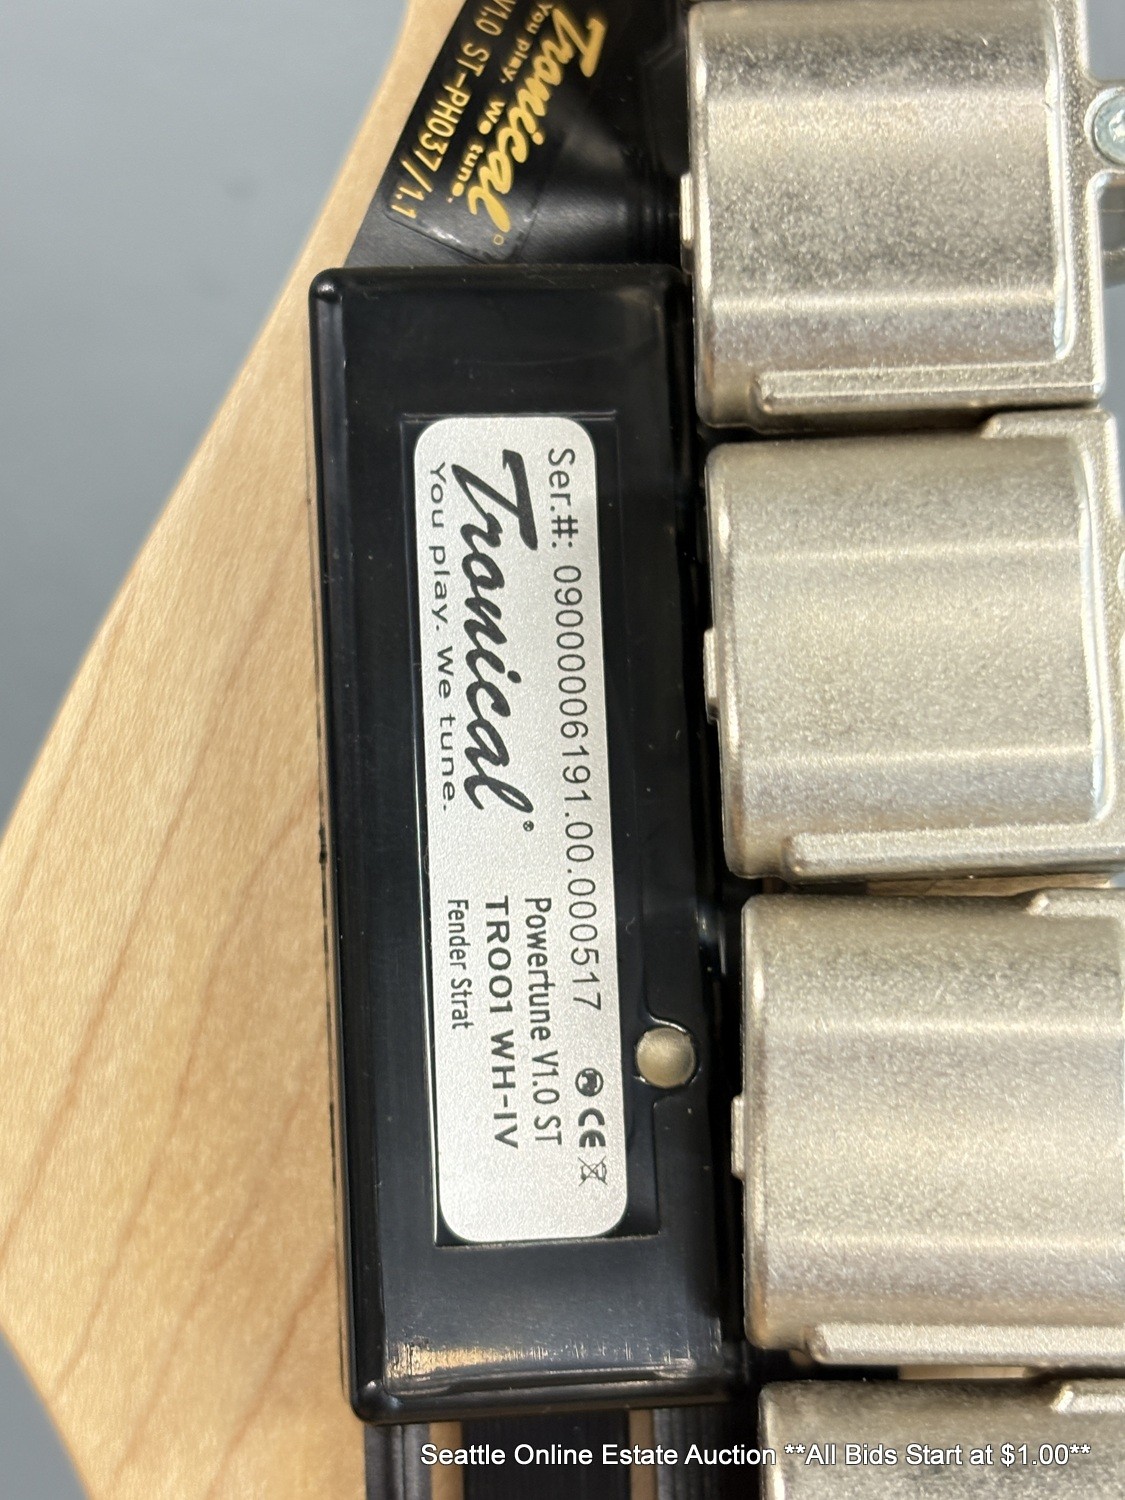 Tronical
You play. We tune.
V1.0 ST-PH037/1.1
Ser.#: 0900006191.00.000517 CE
Tronical®
You play. We tune.
Powertune V1.0 ST
TR001 WH-IV
Fender Strat
Seattle Online Estate Auction **All Bids Start at $1.00**